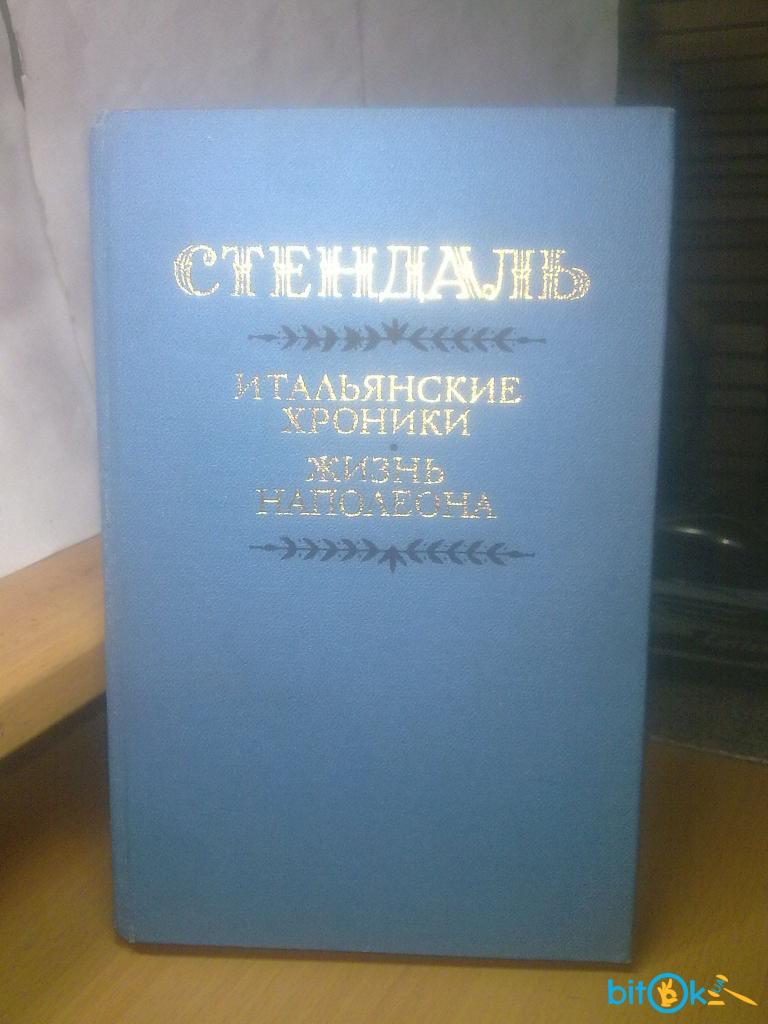 СТЕНДАЛЬ
ИТАЛЬЯНСКИЕ
ХРОНИКИ
ЖИЗНЬ
НАПОЛЕОНА
bitOk